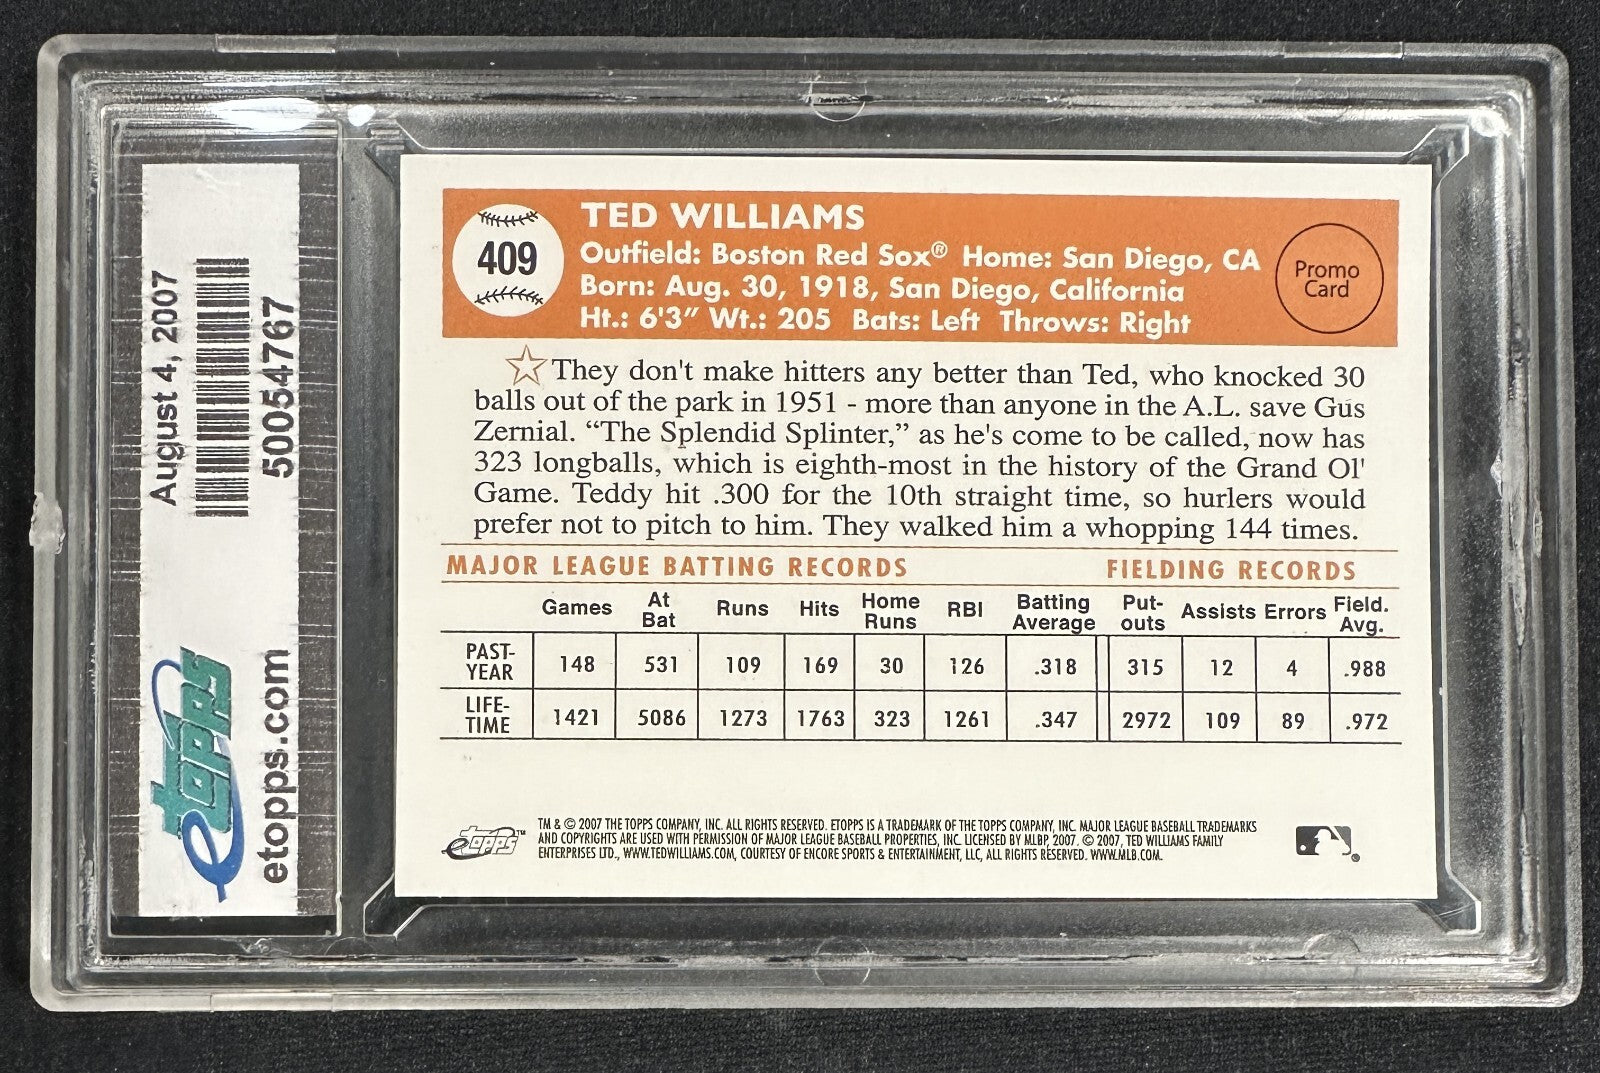 August 4, 2007
50054767
etopps
etopps.com
409
TED WILLIAMS
Outfield: Boston Red Sox® Home: San Diego, CA
Born: Aug. 30, 1918, San Diego, California
Ht.: 6'3" Wt.: 205 Bats: Left Throws: Right
Promo
Card
They don't make hitters any better than Ted, who knocked 30
balls out of the park in 1951 - more than anyone in the A.L. save Gus
Zernial. “The Splendid Splinter,” as he's come to be called, now has
323 longballs, which is eighth-most in the history of the Grand Ol'
Game. Teddy hit .300 for the 10th straight time, so hurlers would
prefer not to pitch to him. They walked him a whopping 144 times.
MAJOR LEAGUE BATTING RECORDS FIELDING RECORDS
Games At Bat Runs Hits Home Runs RBI Batting Average Put-outs Assists Errors Field. Avg.
PAST-YEAR 148 531 109 169 30 126 .318 315 12 4 .988
LIFE-TIME 1421 5086 1273 1763 323 1261 .347 2972 109 89 .972
etopps™
TM & © 2007 THE TOPPS COMPANY, INC. ALL RIGHTS RESERVED. ETOPPS IS A TRADEMARK OF THE TOPPS COMPANY, INC. MAJOR LEAGUE BASEBALL TRADEMARKS
AND COPYRIGHTS ARE USED WITH PERMISSION OF MAJOR LEAGUE BASEBALL PROPERTIES, INC. LICENSED BY MLBP, 2007. © 2007, TED WILLIAMS FAMILY
ENTERPRISES LTD., WWW.TEDWILLIAMS.COM, COURTESY OF ENCORE SPORTS & ENTERTAINMENT, LLC, ALL RIGHTS RESERVED. WWW.MLB.COM.